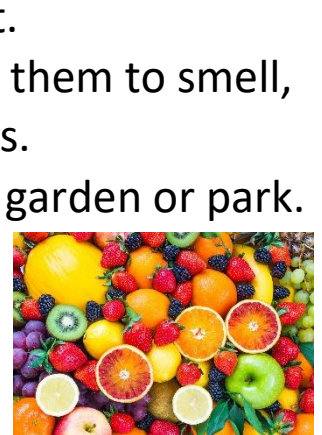 t.
them to smell,
s.
garden or park.